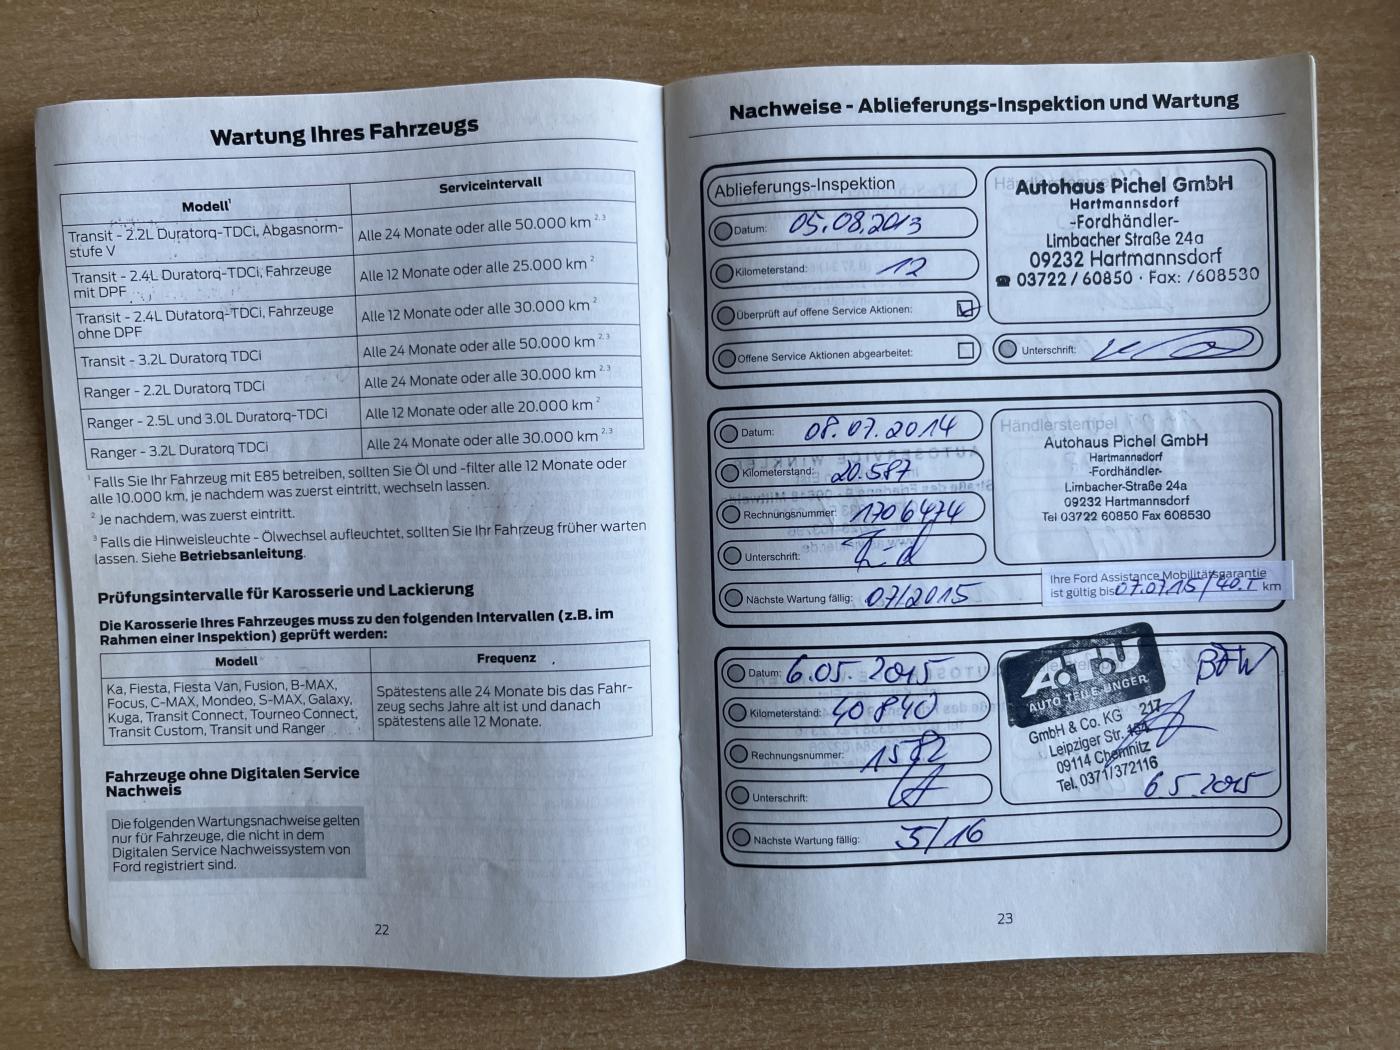 Wartung Ihres Fahrzeugs
Modell¹ Serviceintervall
Transit - 2.2L Duratorq-TDCi, Abgasnorm-
stufe V
Alle 24 Monate oder alle 50.000 km 2, 3
Transit - 2.4L Duratorq-TDCi, Fahrzeuge
mit DPF
Alle 12 Monate oder alle 25.000 km 2
Transit - 2.4L Duratorq-TDCi, Fahrzeuge
ohne DPF
Alle 12 Monate oder alle 30.000 km 2
Transit - 3.2L Duratorq TDCi Alle 24 Monate oder alle 50.000 km 2, 3
Ranger - 2.2L Duratorq TDCi Alle 24 Monate oder alle 30.000 km 2, 3
Ranger - 2.5L und 3.0L Duratorq-TDCi Alle 12 Monate oder alle 20.000 km 2
Ranger - 3.2L Duratorq TDCi Alle 24 Monate oder alle 30.000 km 2, 3
¹ Falls Sie Ihr Fahrzeug mit E85 betreiben, sollten Sie Öl und -filter alle 12 Monate oder
alle 10.000 km, je nachdem was zuerst eintritt, wechseln lassen.
² Je nachdem, was zuerst eintritt.
³ Falls die Hinweisleuchte - Ölwechsel aufleuchtet, sollten Sie Ihr Fahrzeug früher warten
lassen. Siehe Betriebsanleitung.
Prüfungsintervalle für Karosserie und Lackierung
Die Karosserie Ihres Fahrzeuges muss zu den folgenden Intervallen (z.B. im
Rahmen einer Inspektion) geprüft werden:
Modell Frequenz
Ka, Fiesta, Fiesta Van, Fusion, B-MAX,
Focus, C-MAX, Mondeo, S-MAX, Galaxy,
Kuga, Transit Connect, Tourneo Connect,
Transit Custom, Transit und Ranger
Spätestens alle 24 Monate bis das Fahr-
zeug sechs Jahre alt ist und danach
spätestens alle 12 Monate.
Fahrzeuge ohne Digitalen Service
Nachweis
Die folgenden Wartungsnachweise gelten
nur für Fahrzeuge, die nicht in dem
Digitalen Service Nachweissystem von
Ford registriert sind.
22
Nachweise - Ablieferungs-Inspektion und Wartung
Ablieferungs-Inspektion
Datum: 05.08.2013
Kilometerstand: 12
Überprüft auf offene Service Aktionen:
Offene Service Aktionen abgearbeitet:
Autohaus Pichel GmbH
Hartmannsdorf
-Fordhändler-
Limbacher Straße 24a
09232 Hartmannsdorf
☎ 03722 / 60850 · Fax: /608530
Unterschrift:
Datum: 08.07.2014
Kilometerstand: 20.587
Rechnungsnummer: 1706474
Unterschrift:
Nächste Wartung fällig: 07/2015
Händlerstempel
Autohaus Pichel GmbH
Hartmannsdorf
-Fordhändler-
Limbacher-Straße 24a
09232 Hartmannsdorf
Tel 03722 60850 Fax 608530
Ihre Ford Assistance Mobilitätsgarantie
ist gültig bis 07.07.15 / 40.T km
Datum: 6.05.2015
Kilometerstand: 40840
Rechnungsnummer: 1582
Unterschrift:
Nächste Wartung fällig: 5/16
AUTO TEILE UNGER
GmbH & Co. KG 217
Leipziger Str.
09114 Chemnitz
Tel. 0371/372116
6.5.2015
23